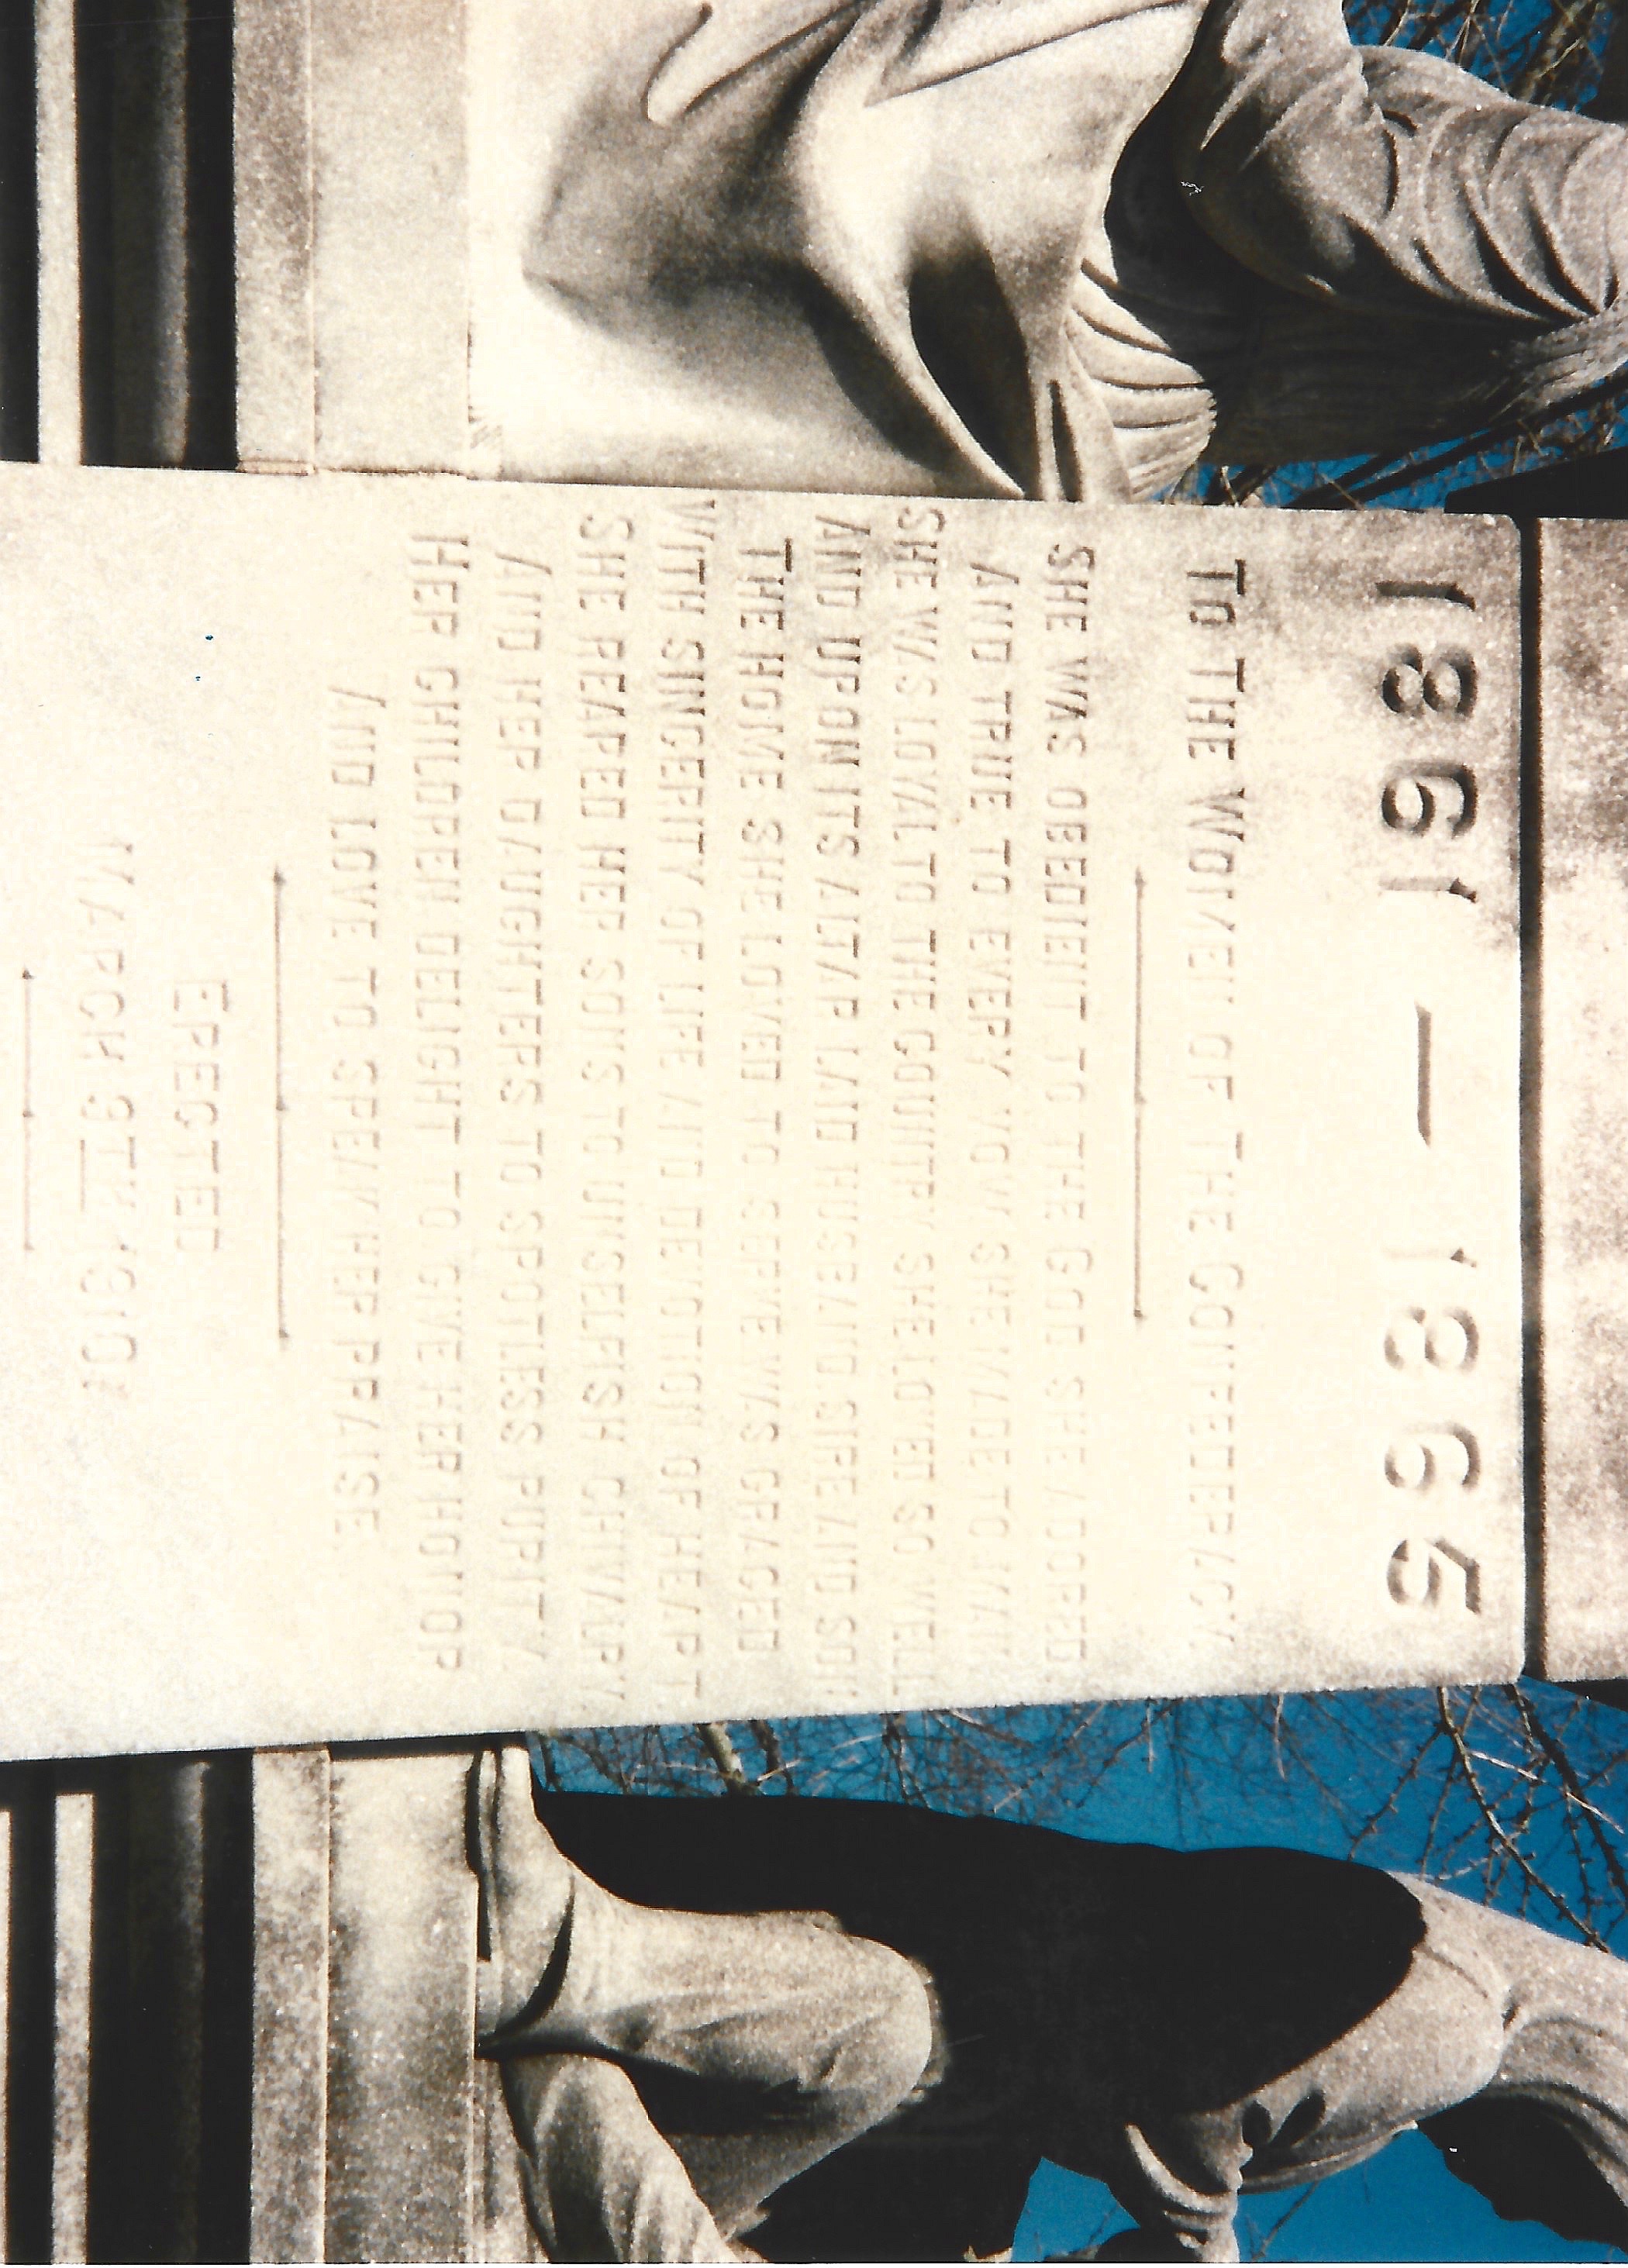 1861 — 1865
To The Women of The Confederacy.
She was obedient to the God she adored,
And true to every vow she made to man.
She was loyal to the country she loved so well
And upon its altar laid husband, sire and son
The home she loved to serve was graced
With sincerity of life and devotion of heart.
She reared her sons to unselfish chivalry,
And her daughters to spotless purity.
Her children delight to give her honor
And love to speak her praise.
Erected
March 9th 1910.